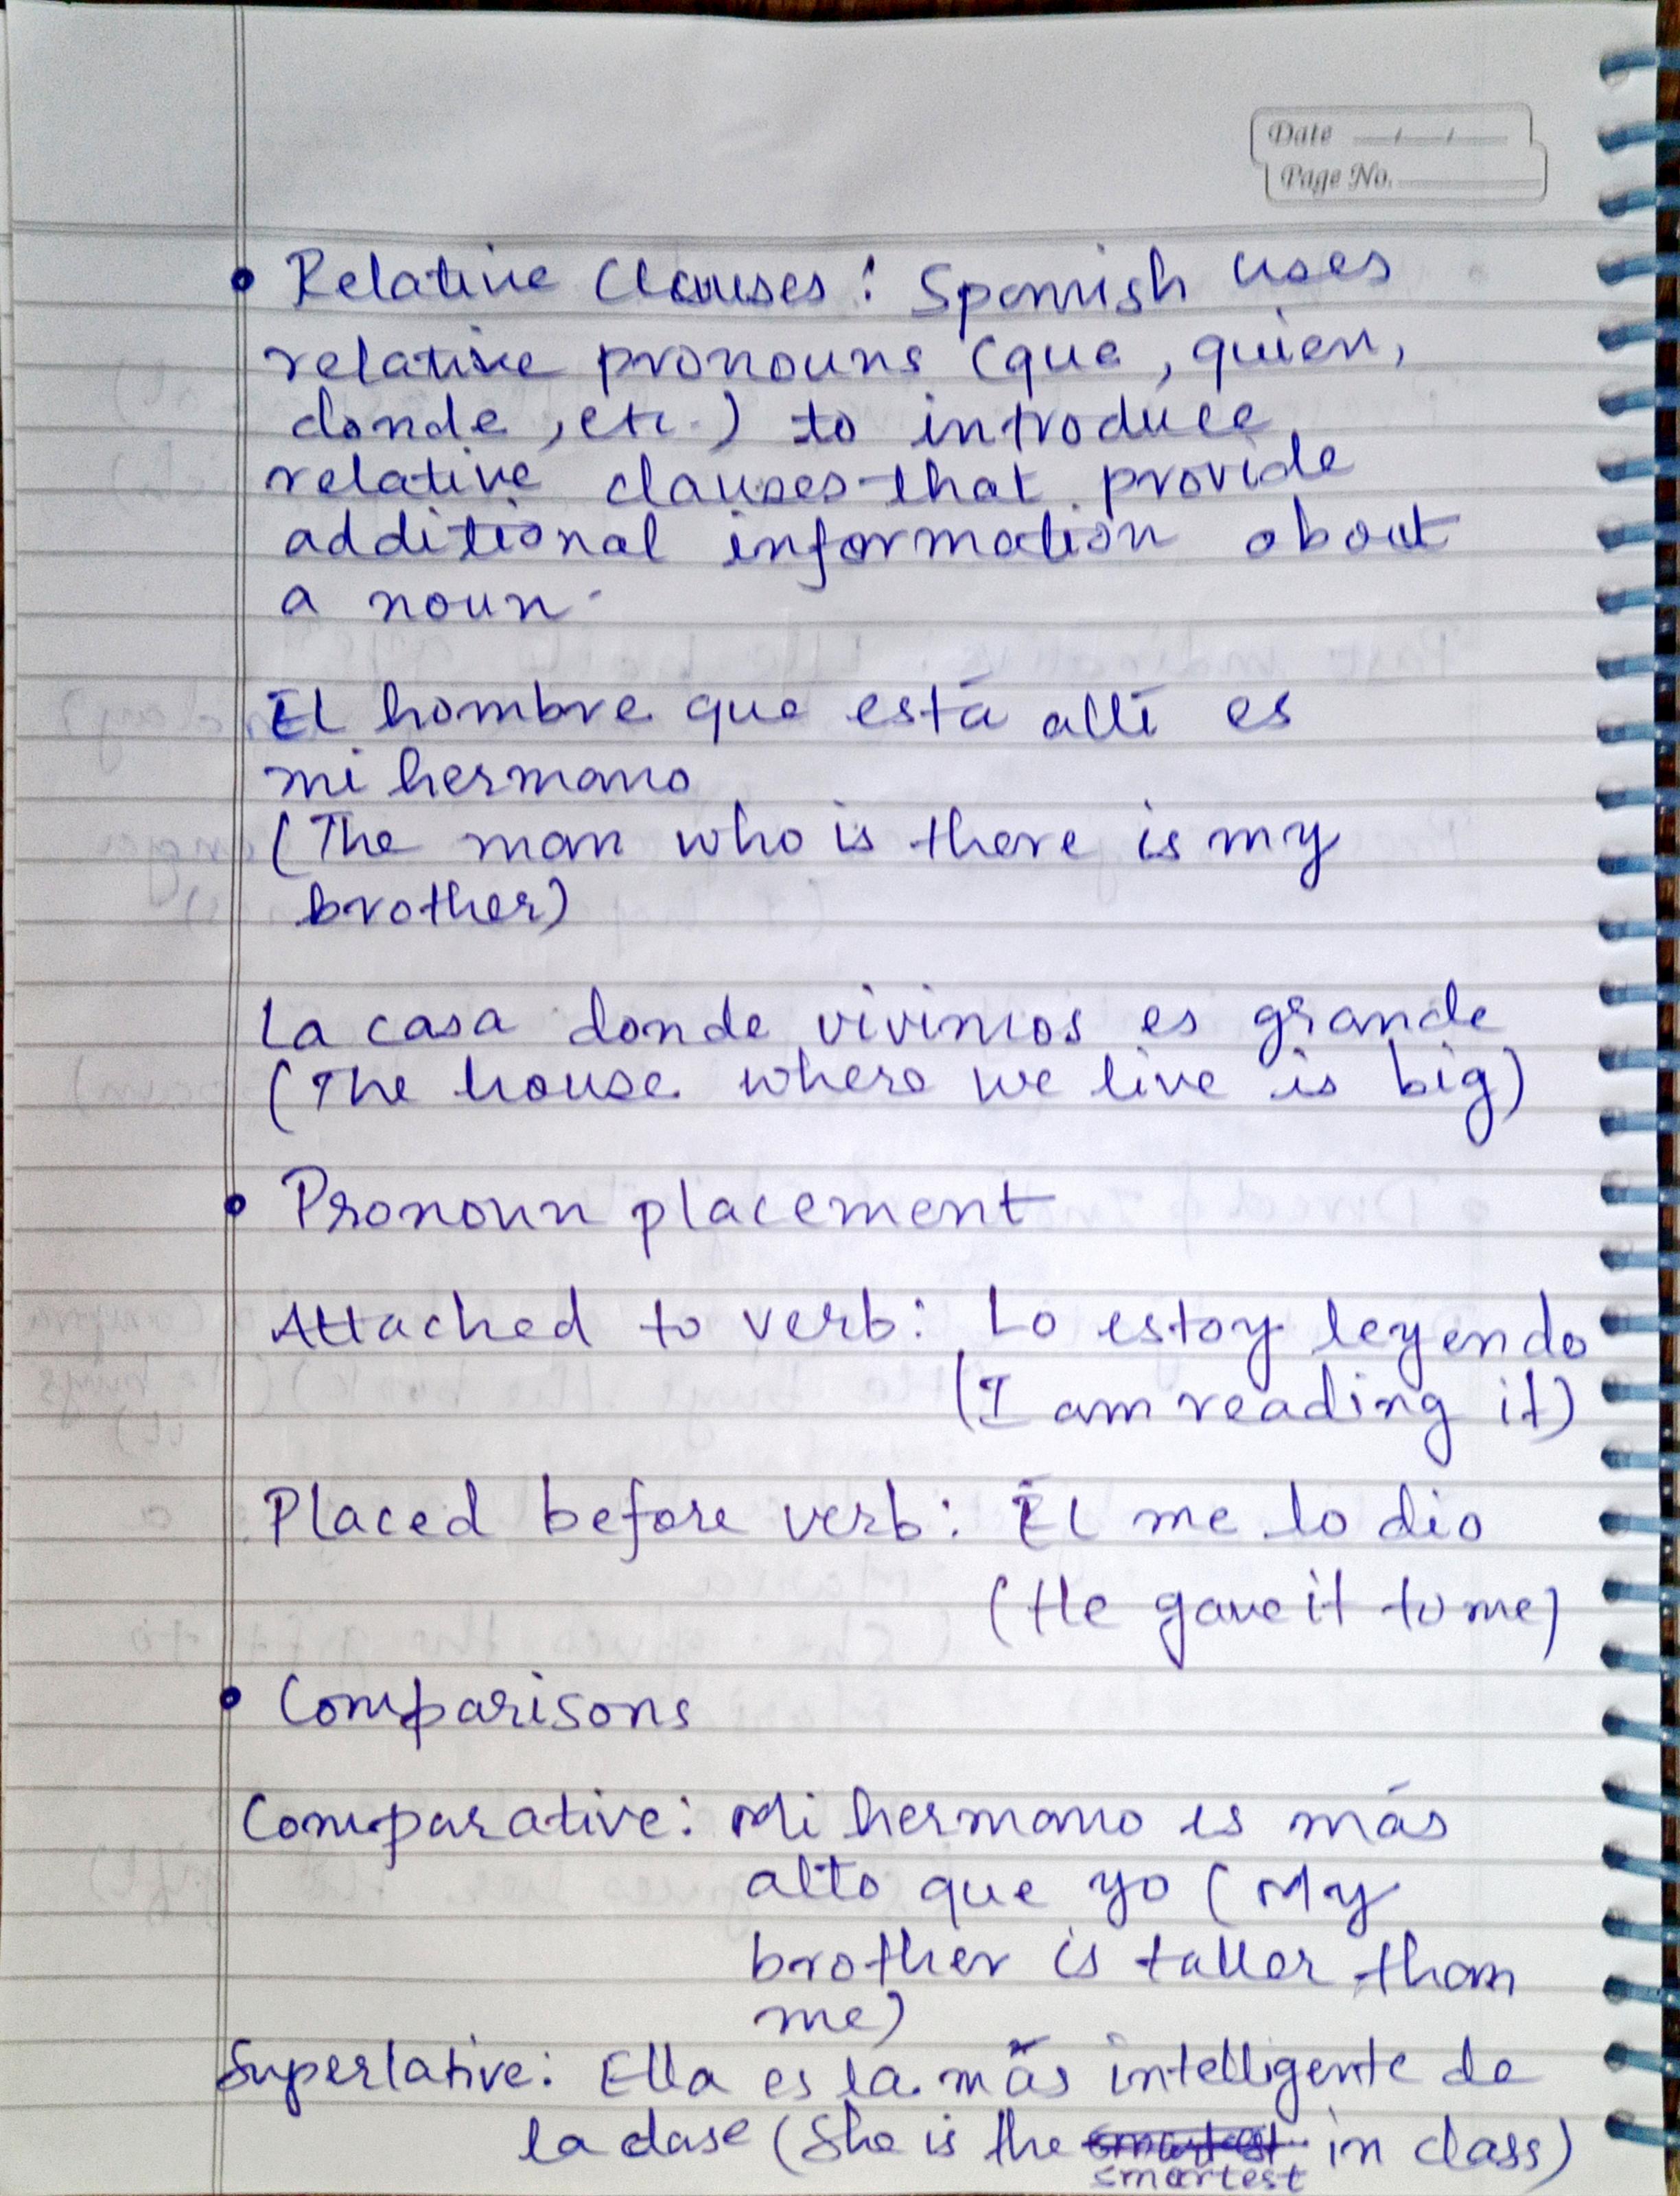 Date
Page No.
• Relative Clauses: Spanish uses
relative pronouns (que, quien,
donde, etc.) to introduce
relative clauses that provide
additional information about
a noun.
El hombre que está allí es
mi hermano
(The man who is there is my
brother)
La casa donde vivimos es grande
(The house where we live is big)
• Pronoun placement
Attached to verb: Lo estoy leyendo
(I am reading it)
Placed before verb: Él me lo dio
(He gave it to me)
• Comparisons
Comparative: Mi hermano es más
alto que yo (My
brother is taller than
me)
Superlative: Ella es la más intelligente de
la clase (She is the smartest in class)
smartest